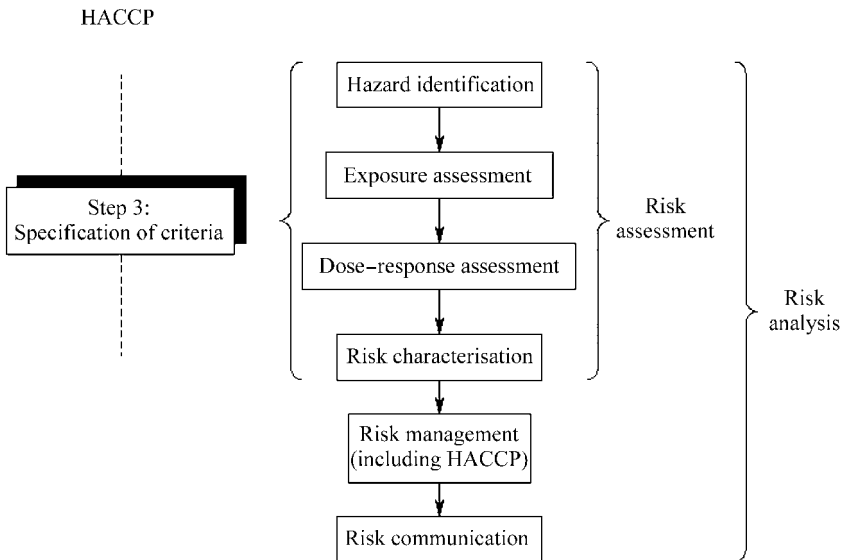 HACCP
Step 3:
Specification of criteria
Hazard identification
Exposure assessment
Dose–response assessment
Risk characterisation
Risk management
(including HACCP)
Risk communication
Risk
assessment
Risk
analysis